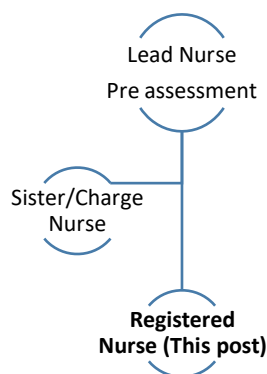 Lead Nurse
Pre assessment
Sister/Charge
Nurse
Registered
Nurse (This post)